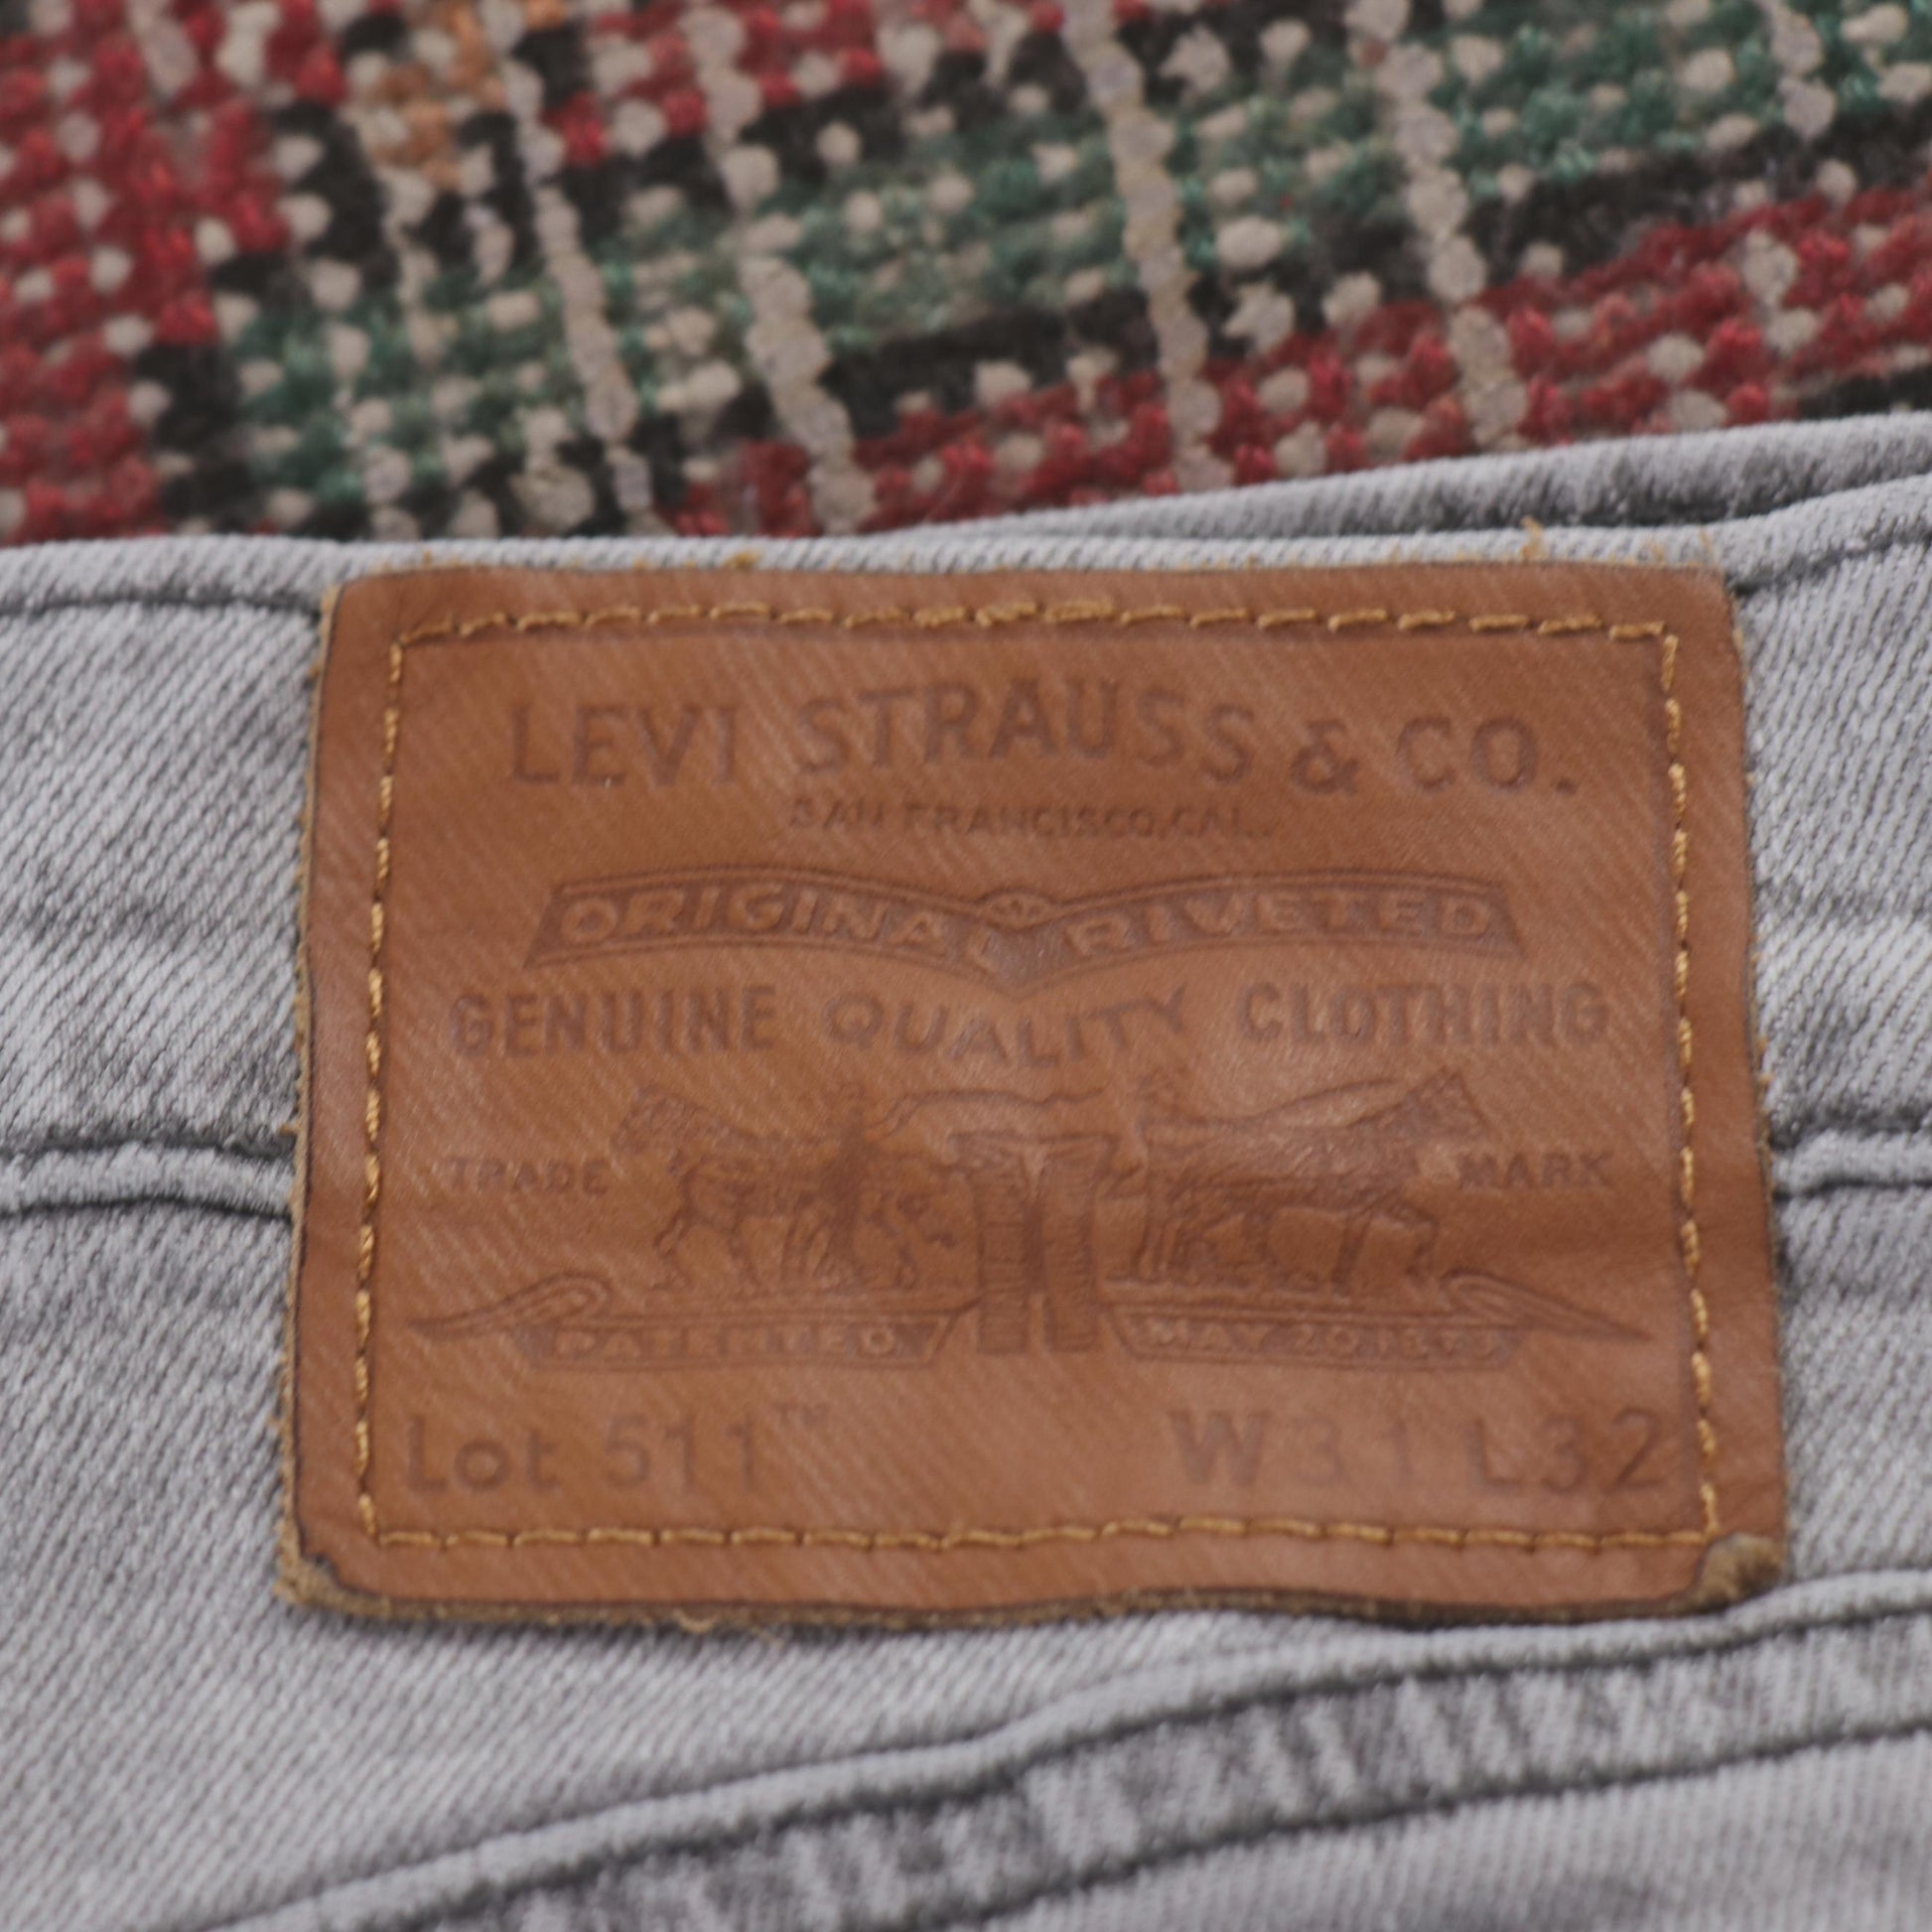 LEVI STRAUSS & CO.
SAN FRANCISCO, CAL.
ORIGINAL RIVETED
GENUINE QUALITY CLOTHING
TRADE MARK
PATENTED MAY 20 1873
Lot 511™ W31 L32